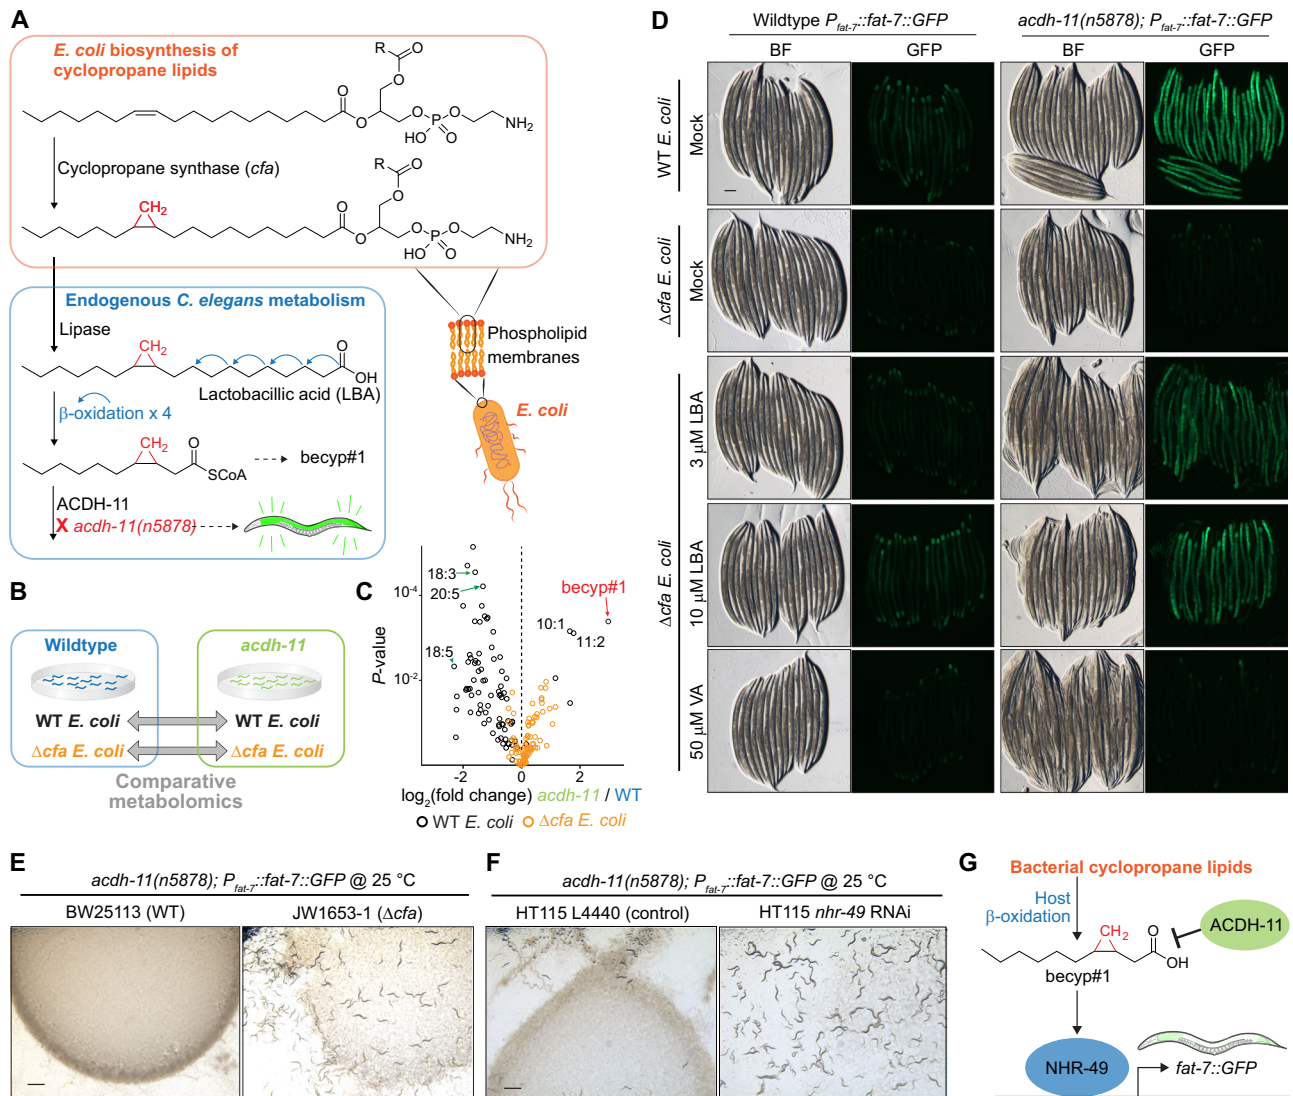 A
E. coli biosynthesis of
cyclopropane lipids
R
O
O
O
O
O
P
O
HO
O
NH2
Cyclopropane synthase (cfa)
CH2
R
O
O
O
O
O
P
O
HO
O
NH2
Endogenous C. elegans metabolism
Lipase
CH2
O
OH
Lactobacillic acid (LBA)
β-oxidation x 4
CH2
O
SCoA
becyp#1
ACDH-11
X acdh-11(n5878)
Phospholipid
membranes
E. coli
B
Wildtype
acdh-11
WT E. coli
WT E. coli
Δcfa E. coli
Δcfa E. coli
Comparative
metabolomics
C
18:3
20:5
18:5
becyp#1
10:1
11:2
10-4
10-2
P-value
-2
0
2
log2(fold change) acdh-11 / WT
WT E. coli
Δcfa E. coli
D
Wildtype Pfat-7::fat-7::GFP
acdh-11(n5878); Pfat-7::fat-7::GFP
BF
GFP
BF
GFP
WT E. coli
Mock
Δcfa E. coli
Mock
Δcfa E. coli
3 µM LBA
10 µM LBA
50 µM VA
E
acdh-11(n5878); Pfat-7::fat-7::GFP @ 25 °C
BW25113 (WT)
JW1653-1 (Δcfa)
F
acdh-11(n5878); Pfat-7::fat-7::GFP @ 25 °C
HT115 L4440 (control)
HT115 nhr-49 RNAi
G
Bacterial cyclopropane lipids
Host
β-oxidation
ACDH-11
CH2
O
OH
becyp#1
NHR-49
fat-7::GFP